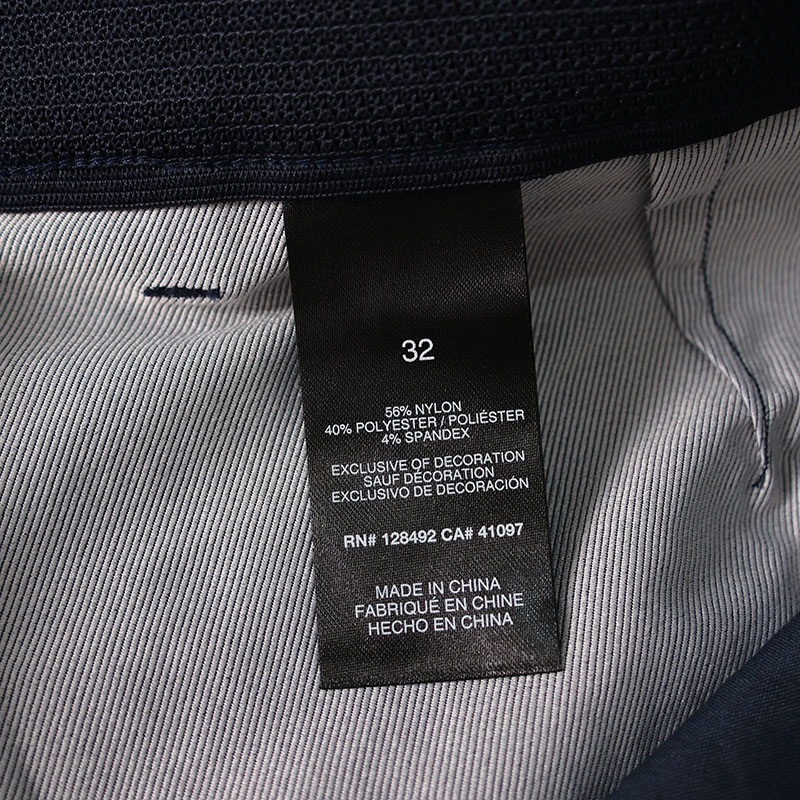 32
56% NYLON
40% POLYESTER / POLIÉSTER
4% SPANDEX
EXCLUSIVE OF DECORATION
SAUF DÉCORATION
EXCLUSIVO DE DECORACIÓN
RN# 128492 CA# 41097
MADE IN CHINA
FABRIQUÉ EN CHINE
HECHO EN CHINA